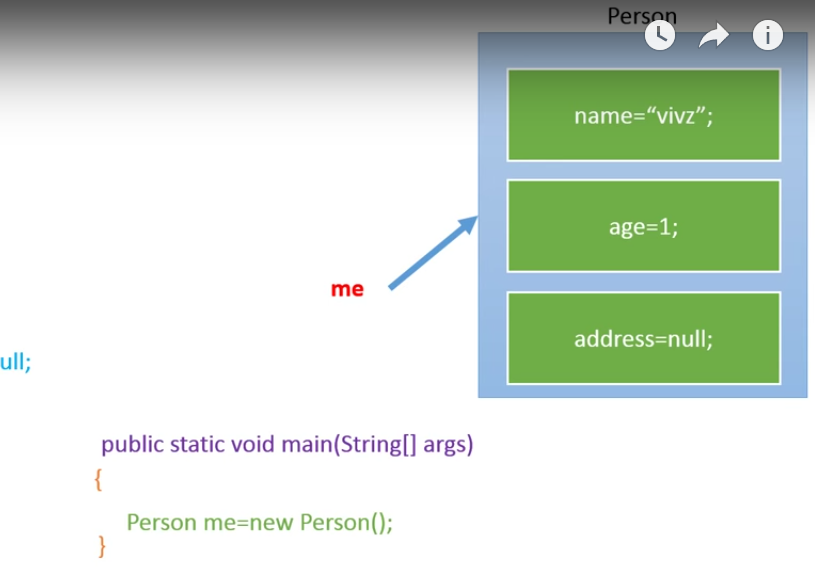 Person
name=“vivz”;
age=1;
me
address=null;
ull;
public static void main(String[] args)
{
Person me=new Person();
}